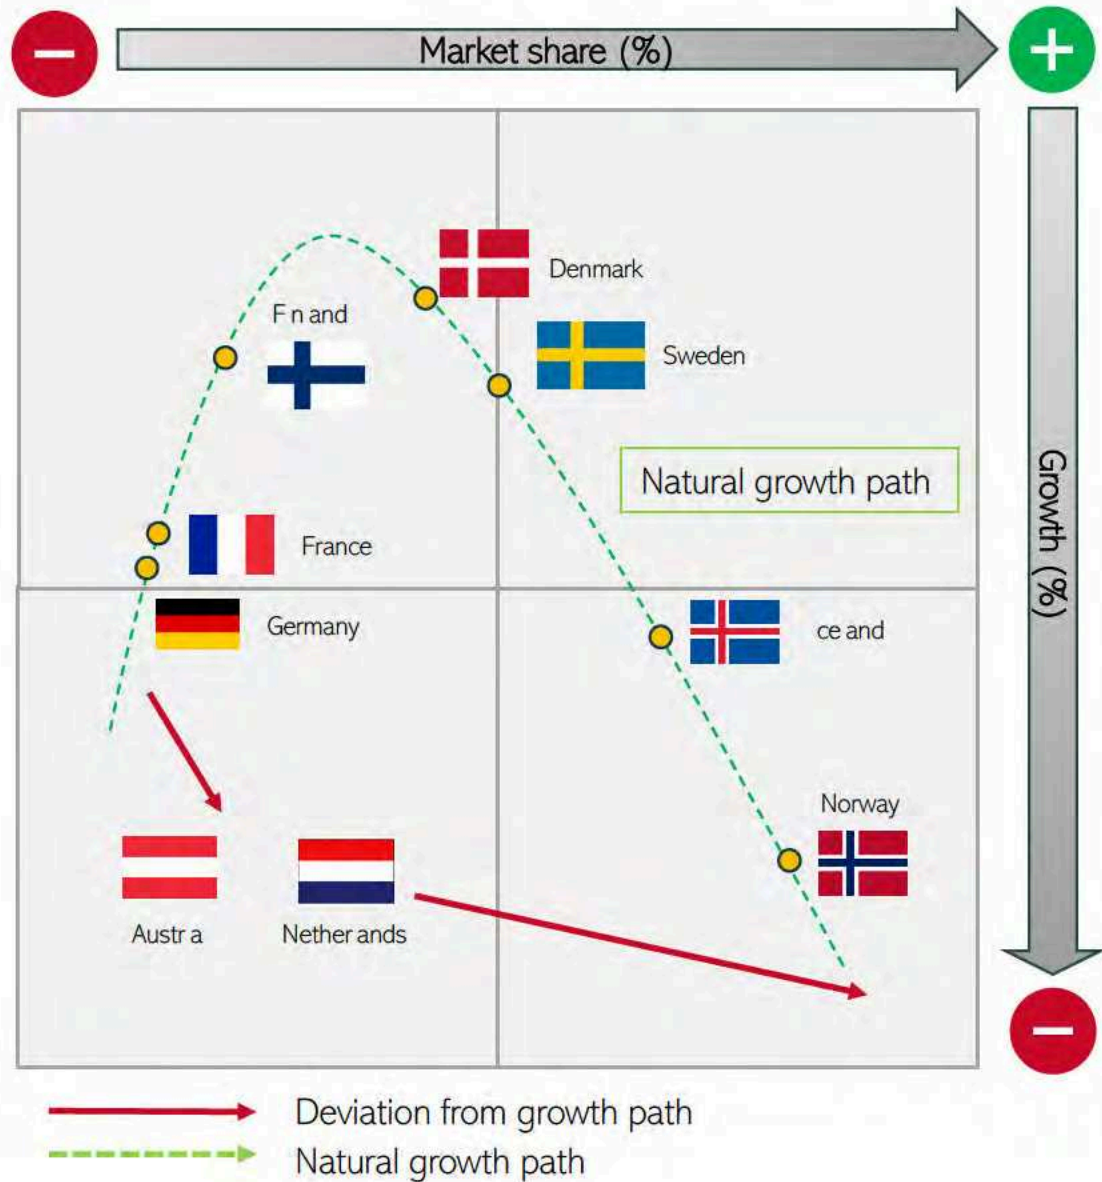 Market share (%)
Denmark
F n and
Sweden
Natural growth path
France
Growth (%)
Germany
ce and
Norway
Austr a
Nether ands
Deviation from growth path
Natural growth path